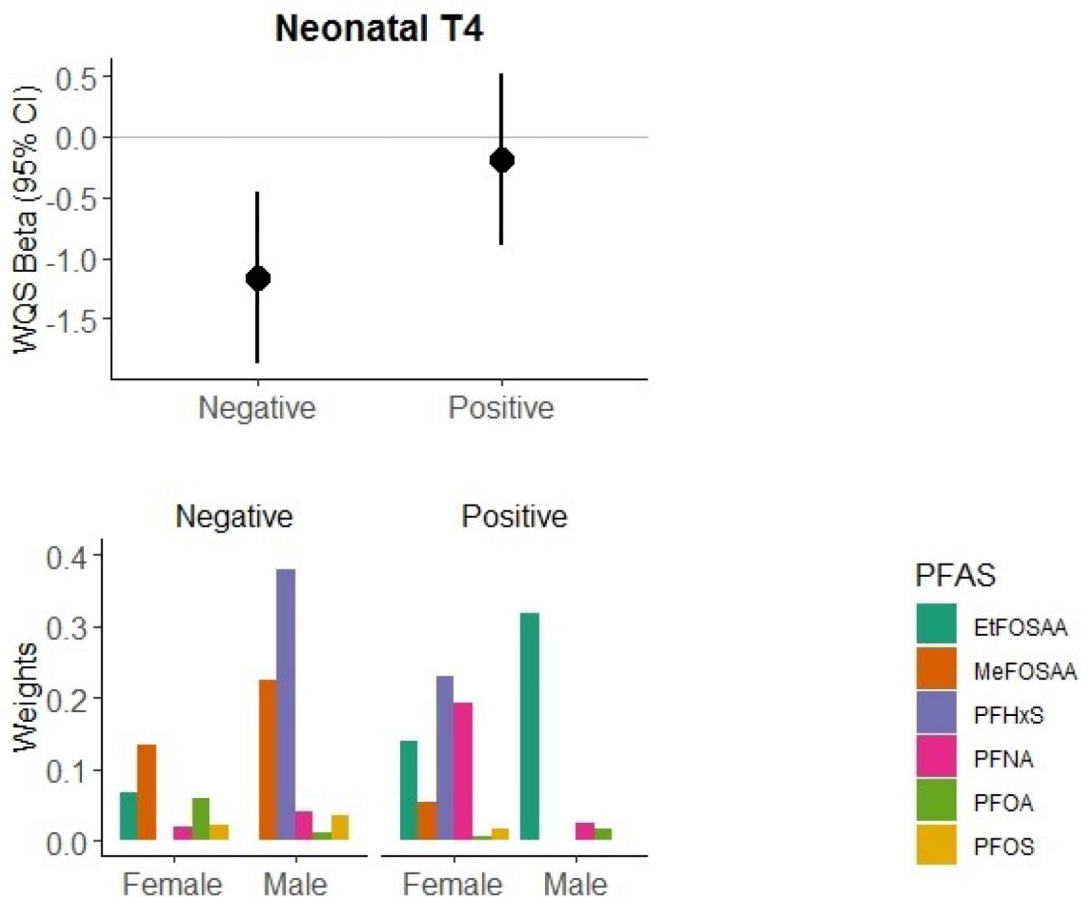 Neonatal T4
WQS Beta (95% CI)
0.5
0.0
-0.5
-1.0
-1.5
Negative Positive
Negative Positive
Weights
0.4
0.3
0.2
0.1
0.0
Female Male Female Male
PFAS
EtFOSAA
MeFOSAA
PFHxS
PFNA
PFOA
PFOS